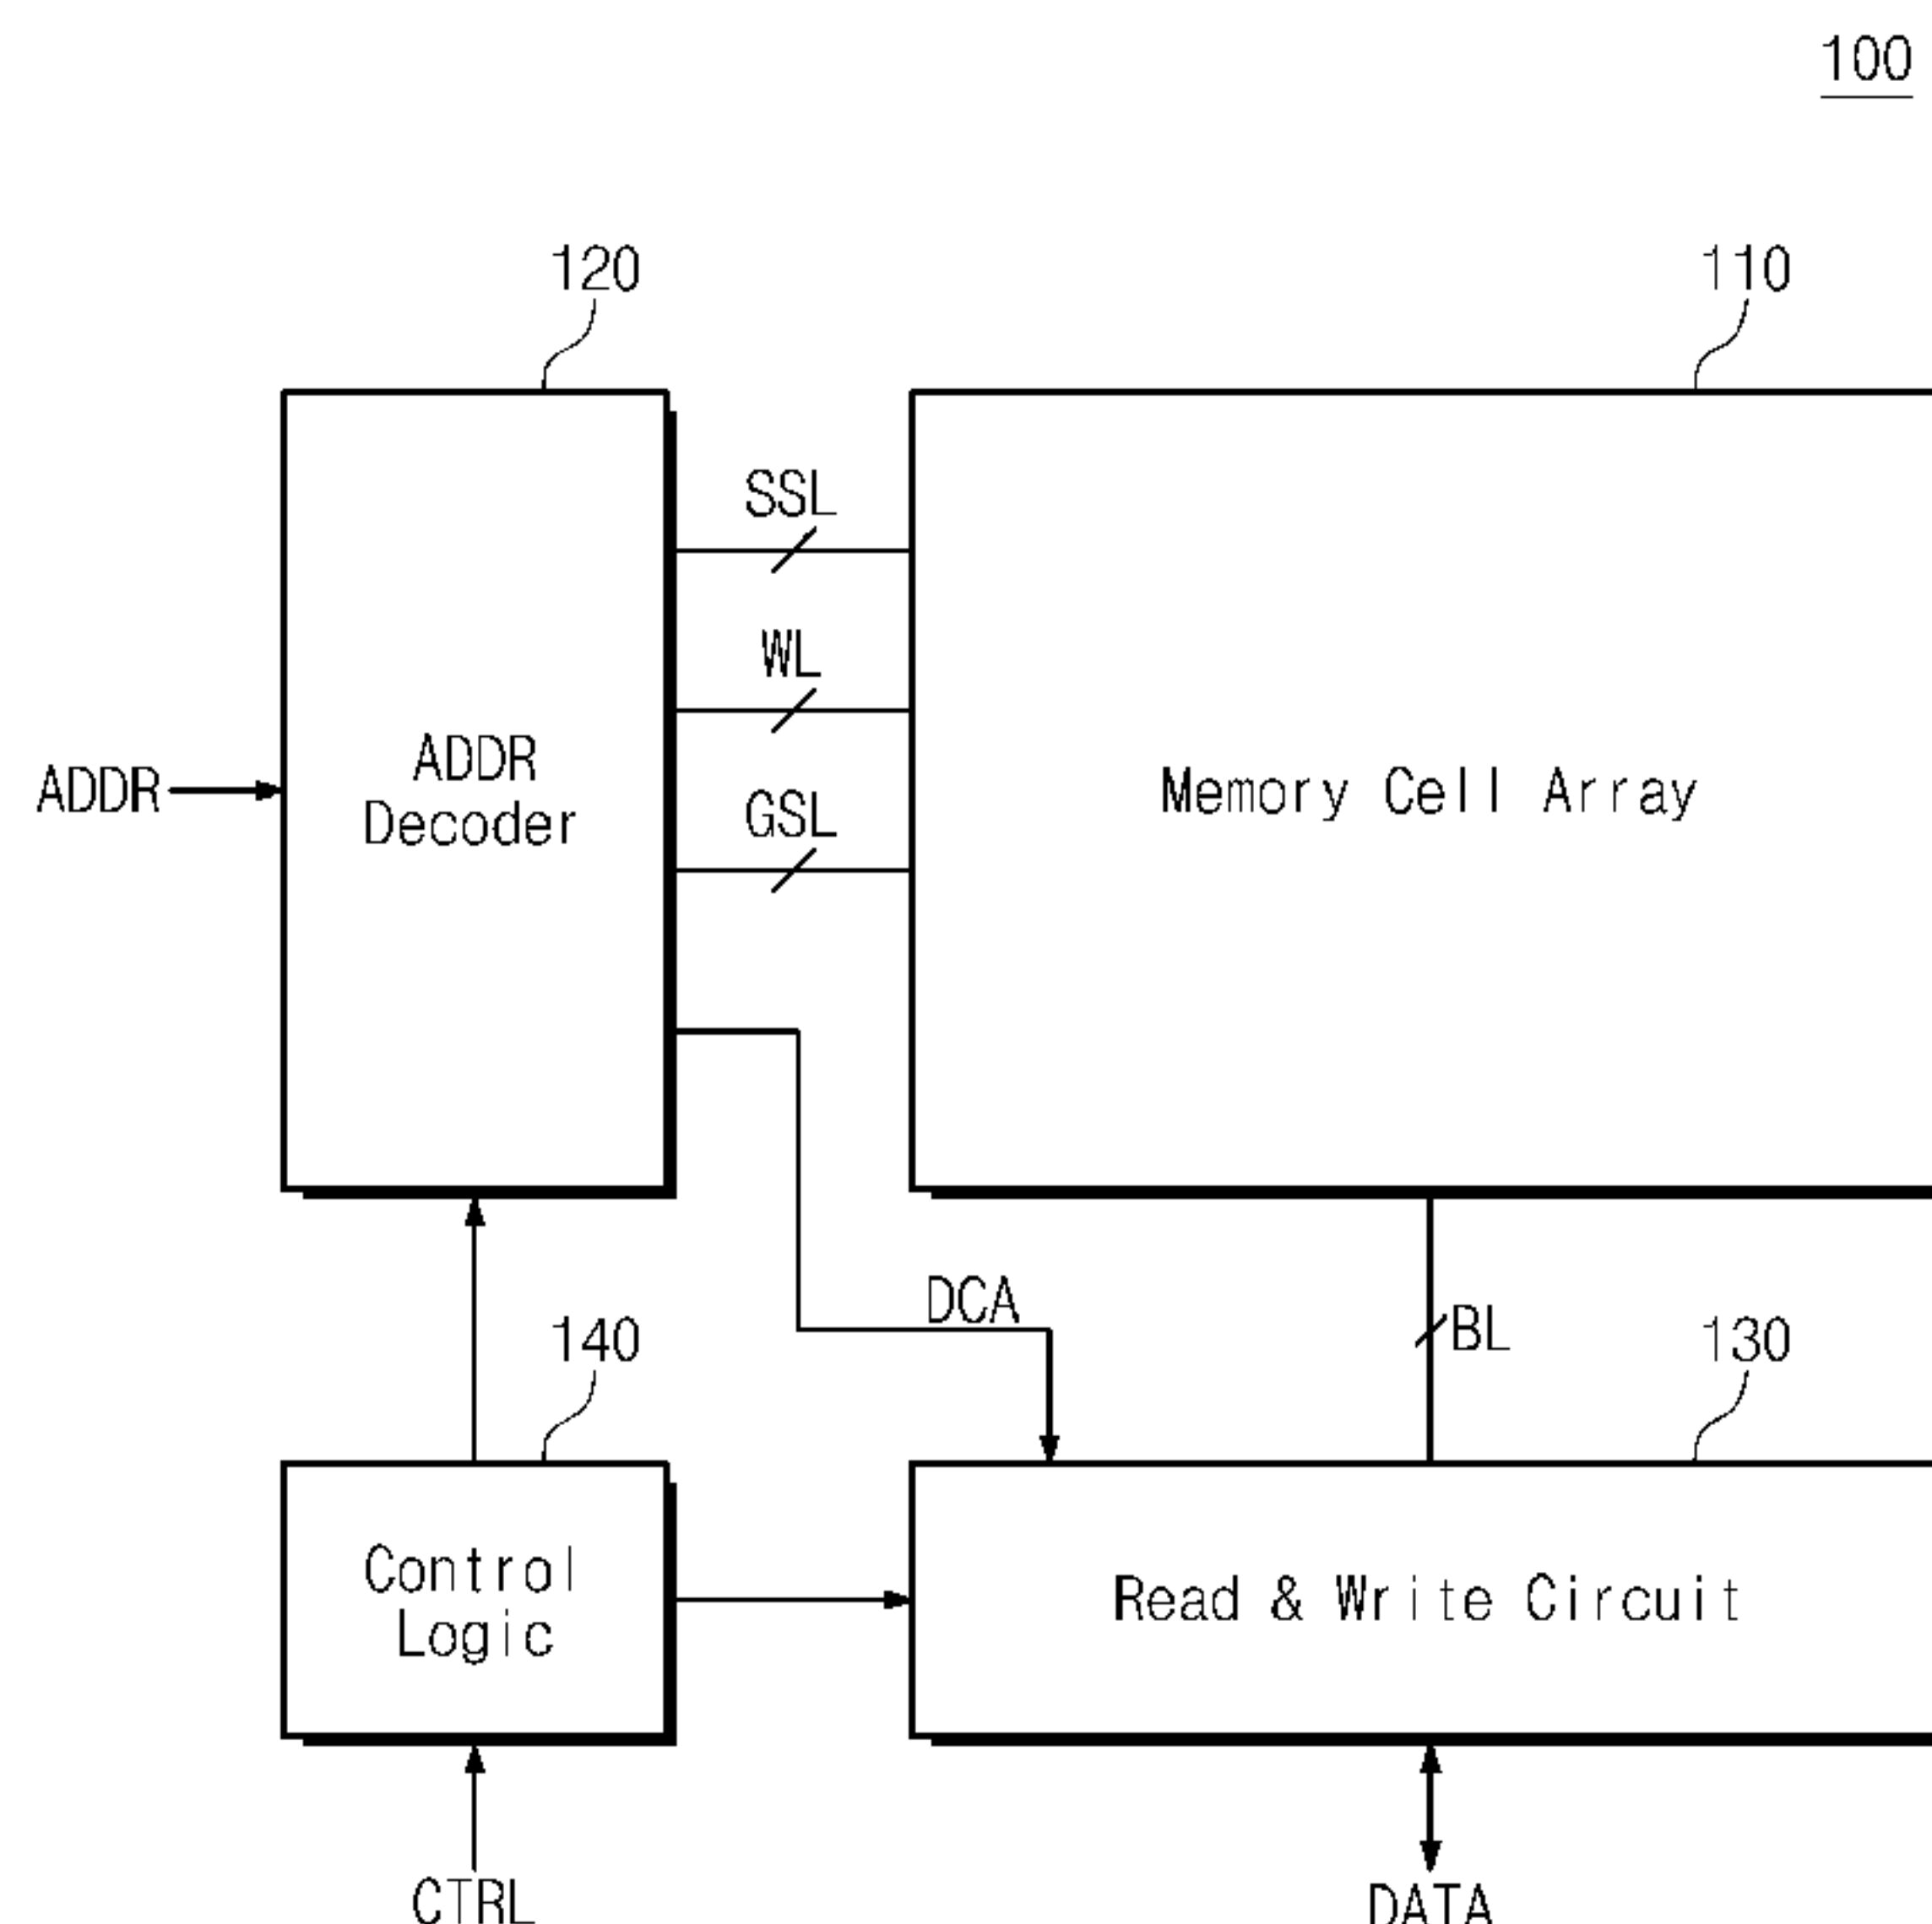 100
120
110
SSL
WL
ADDR
ADDR
Decoder
GSL
Memory Cell Array
DCA
BL
140
130
Control
Logic
Read & Write Circuit
CTRL
DATA